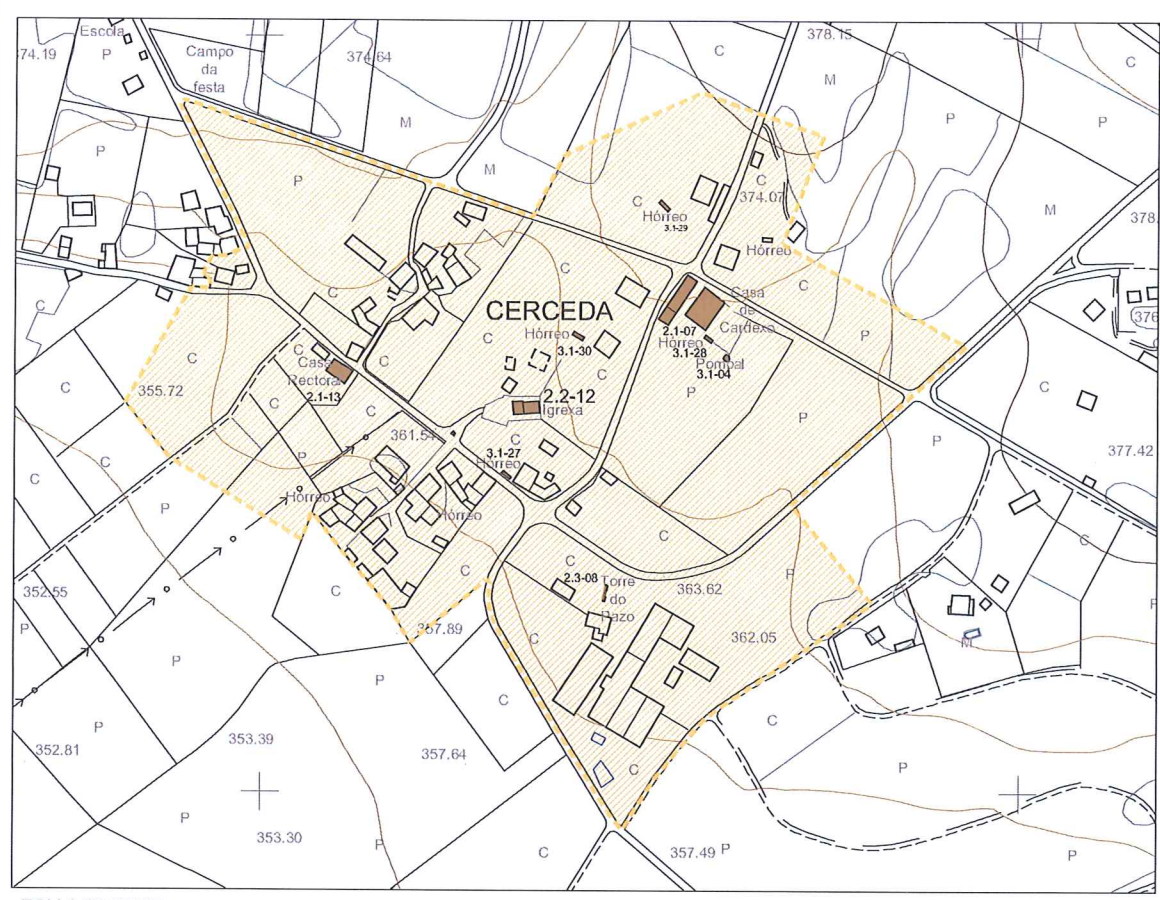 Escola
374.19
P
Campo
da
festa
374.64
C
378.15
M
C
M
P
P
P
M
P
C
374.07
Hórreo
3.1-29
Hórreo
M
378.
C
C
C
CERCEDA
Casa
de
Cardexo
C
376
Hórreo
3.1-30
2.1-07
Hórreo
3.1-28
Pombal
3.1-04
C
P
C
C
Casa
Rectoral
2.1-13
C
C
C
355.72
C
C
2.2-12
Igrexa
P
P
C
361.54
C
3.1-27
Hórreo
P
377.42
C
P
Hórreo
Hórreo
C
P
352.55
P
C
C
C
2.3-08
Torre
do
Pazo
363.62
P
357.89
362.05
M
P
P
C
P
C
C
352.81
P
353.39
357.64
C
P
P
353.30
P
C
357.49
P
P